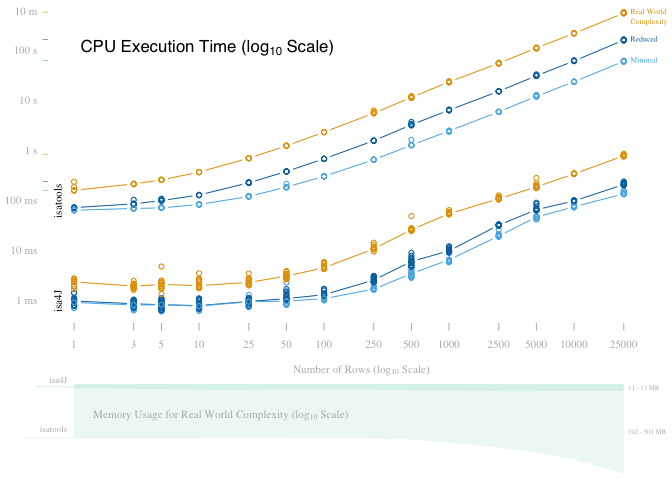 10 m
Real World
Complexity
CPU Execution Time (log10 Scale)
Reduced
100 s
Minimal
10 s
1 s
isatools
100 ms
10 ms
isa4J
1 ms
1 3 5 10 25 50 100 250 500 1000 2500 5000 10000 25000
Number of Rows (log10 Scale)
isa4J
11 - 15 MB
Memory Usage for Real World Complexity (log10 Scale)
isatools
102 - 501 MB